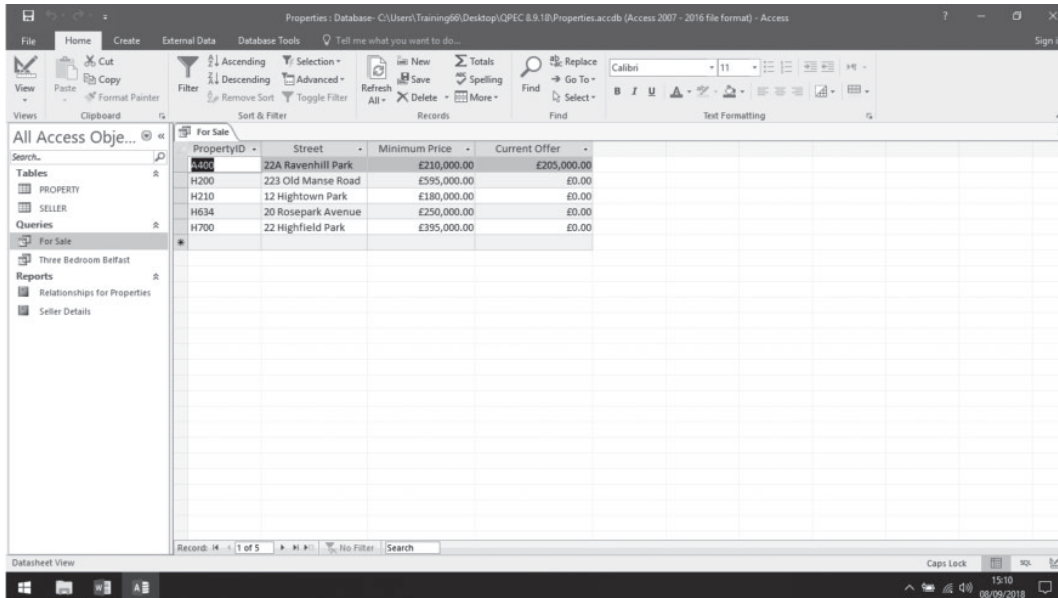 Properties : Database- C:\Users\Training66\Desktop\QPEC 8.9.18\Properties.accdb (Access 2007 - 2016 file format) - Access
?
File Home Create External Data Database Tools Tell me what you want to do... Sign i
View Paste Cut Copy Format Painter
Filter Ascending Descending Remove Sort Selection Advanced Toggle Filter
Refresh All New Save Delete Totals Spelling More
Find Replace Go To Select
Calibri 11
B I U A
Views Clipboard Sort & Filter Records Find Text Formatting
All Access Obje...
Search..
Tables
PROPERTY
SELLER
Queries
For Sale
Three Bedroom Belfast
Reports
Relationships for Properties
Seller Details
For Sale
PropertyID Street Minimum Price Current Offer
A400 22A Ravenhill Park £210,000.00 £205,000.00
H200 223 Old Manse Road £595,000.00 £0.00
H210 12 Hightown Park £180,000.00 £0.00
H634 20 Rosepark Avenue £250,000.00 £0.00
H700 22 Highfield Park £395,000.00 £0.00
Record: 1 of 5 No Filter Search
Datasheet View Caps Lock SQL
15:10
08/09/2018